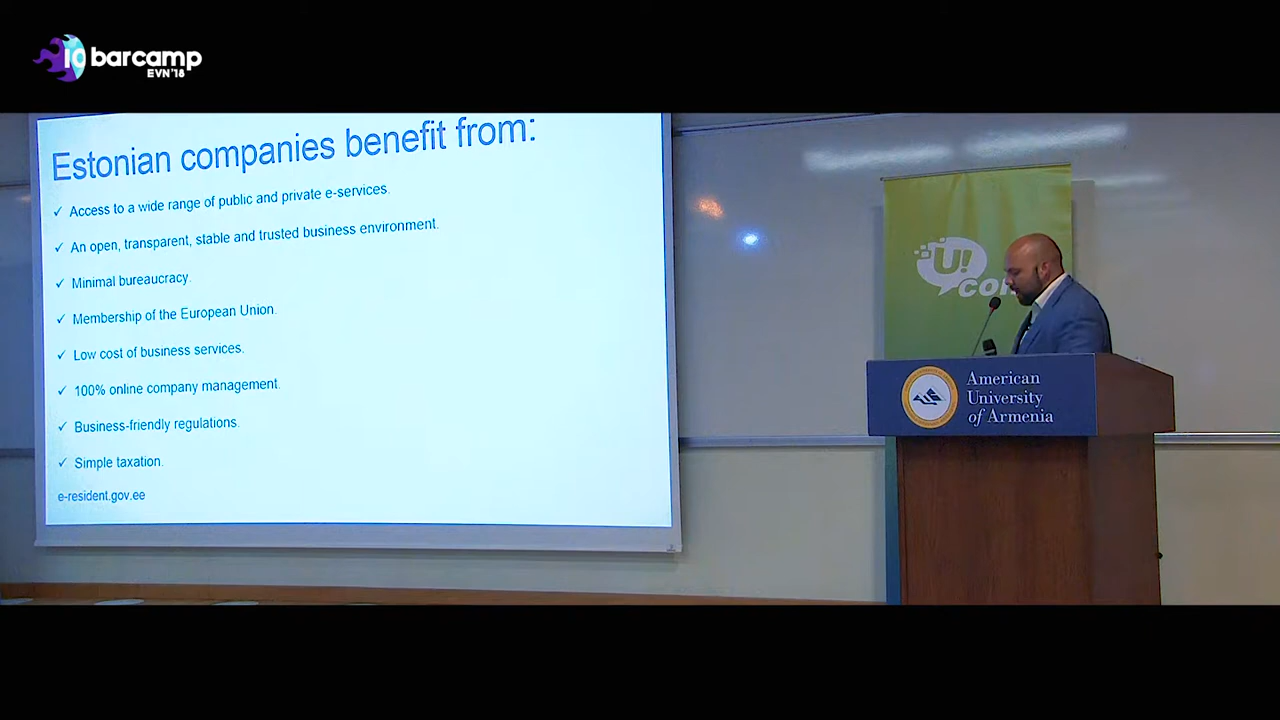 10 barcamp
EVN'18
Estonian companies benefit from:
✓ Access to a wide range of public and private e-services.
✓ An open, transparent, stable and trusted business environment.
✓ Minimal bureaucracy.
✓ Membership of the European Union.
✓ Low cost of business services.
✓ 100% online company management.
✓ Business-friendly regulations.
✓ Simple taxation.
e-resident.gov.ee
U!
American
University
of Armenia